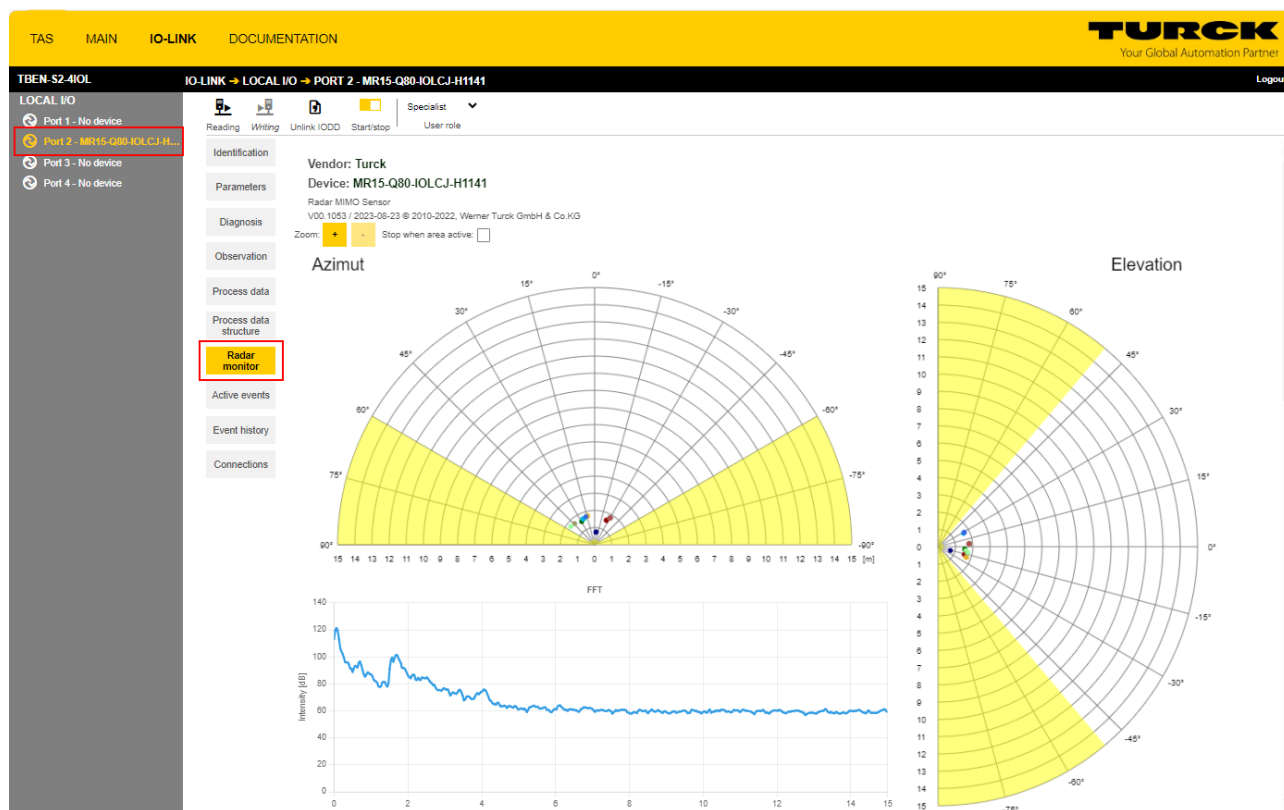 TAS MAIN IO-LINK DOCUMENTATION
TURCK
Your Global Automation Partner
TBEN-S2-4IOL
IO-LINK ➔ LOCAL I/O ➔ PORT 2 - MR15-Q80-IOLCJ-H1141
Logou
LOCAL I/O
Port 1 - No device
Port 2 - MR15-Q80-IOLCJ-H...
Port 3 - No device
Port 4 - No device
Reading Writing Unlink IODD Start/stop
Specialist
User role
Identification
Parameters
Diagnosis
Observation
Process data
Process data
structure
Radar
monitor
Active events
Event history
Connections
Vendor: Turck
Device: MR15-Q80-IOLCJ-H1141
Radar MIMO Sensor
V00.1053 / 2023-08-23 © 2010-2022, Werner Turck GmbH & Co.KG
Zoom: + - Stop when area active:
Azimut
0°
15° -15°
30° -30°
45° -45°
60° -60°
75° -75°
90° -90°
15 14 13 12 11 10 9 8 7 6 5 4 3 2 1 0 1 2 3 4 5 6 7 8 9 10 11 12 13 14 15 [m]
FFT
Intensity [dB]
140
120
100
80
60
40
20
0
0 2 4 6 8 10 12 14 15
Elevation
90°
75°
60°
45°
30°
15°
0°
-15°
-30°
-45°
-60°
-75°
15
14
13
12
11
10
9
8
7
6
5
4
3
2
1
0
1
2
3
4
5
6
7
8
9
10
11
12
13
14
15